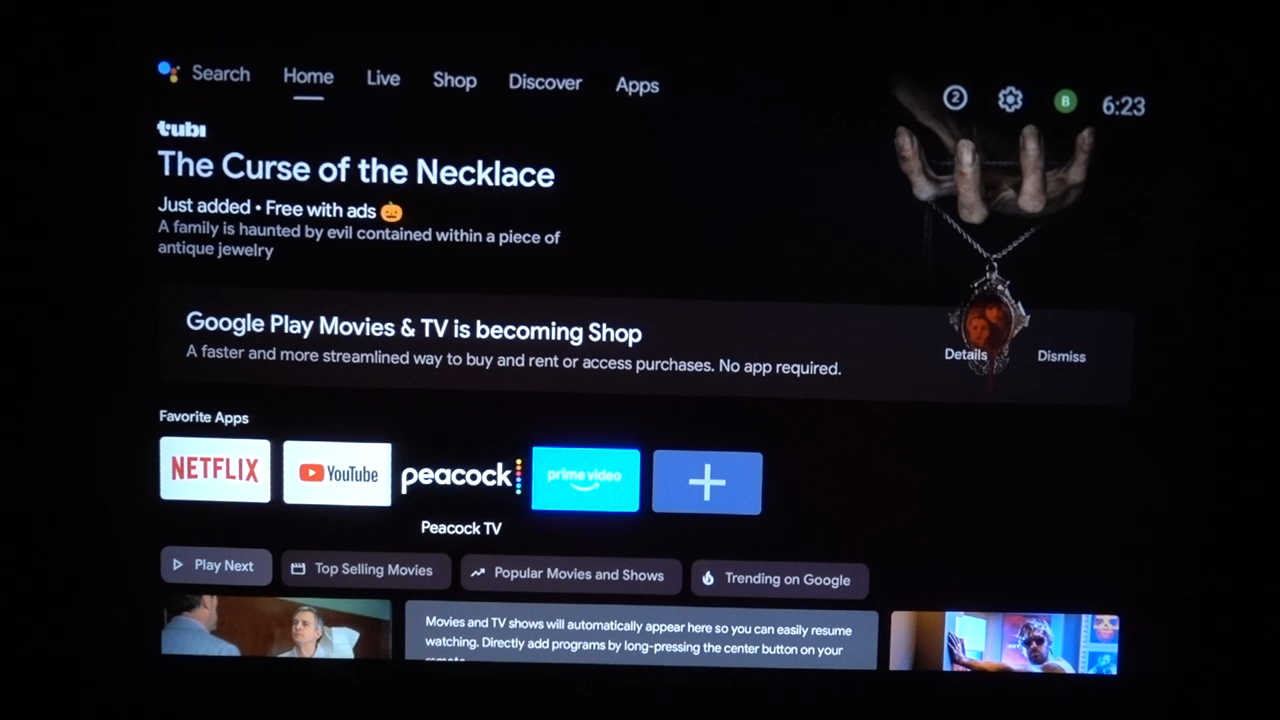 Search Home Live Shop Discover Apps
2 B 6:23
tubi
The Curse of the Necklace
Just added • Free with ads 🎃
A family is haunted by evil contained within a piece of
antique jewelry
Google Play Movies & TV is becoming Shop
A faster and more streamlined way to buy and rent or access purchases. No app required.
Details Dismiss
Favorite Apps
NETFLIX YouTube peacock prime video +
Peacock TV
Play Next Top Selling Movies Popular Movies and Shows Trending on Google
Movies and TV shows will automatically appear here so you can easily resume
watching. Directly add programs by long-pressing the center button on your
remote